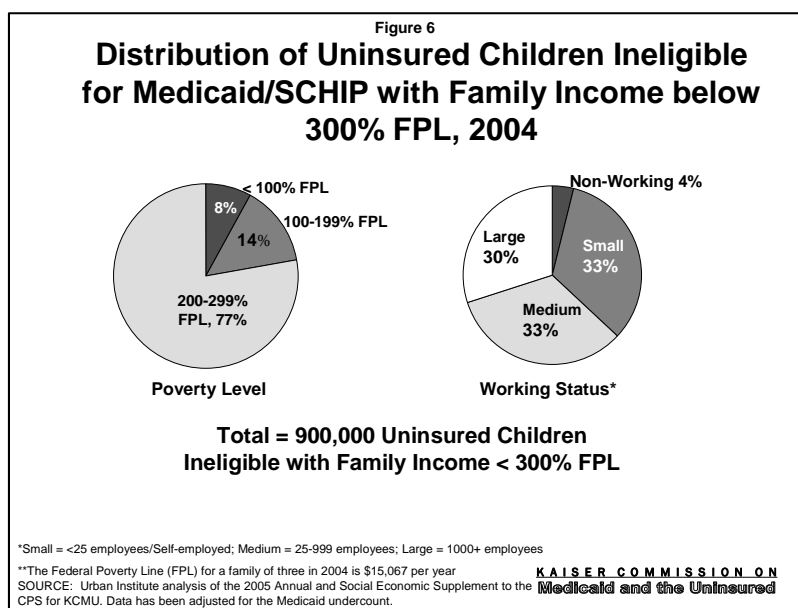 Figure 6
Distribution of Uninsured Children Ineligible
for Medicaid/SCHIP with Family Income below
300% FPL, 2004
< 100% FPL
8%
100-199% FPL
14%
200-299%
FPL, 77%
Poverty Level
Non-Working 4%
Large
30%
Small
33%
Medium
33%
Working Status*
Total = 900,000 Uninsured Children
Ineligible with Family Income < 300% FPL
*Small = <25 employees/Self-employed; Medium = 25-999 employees; Large = 1000+ employees
**The Federal Poverty Line (FPL) for a family of three in 2004 is $15,067 per year
SOURCE: Urban Institute analysis of the 2005 Annual and Social Economic Supplement to the
CPS for KCMU. Data has been adjusted for the Medicaid undercount.
KAISER COMMISSION ON
Medicaid and the Uninsured